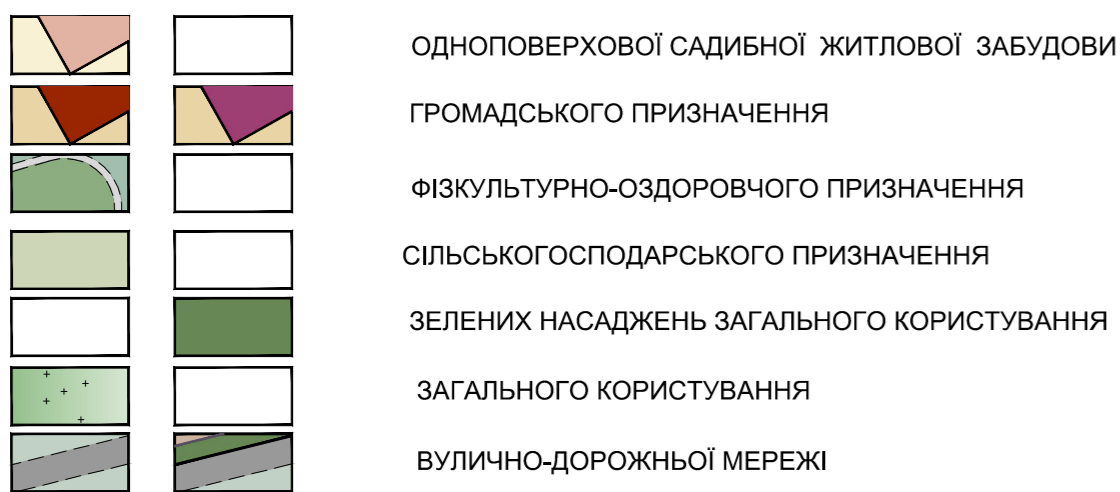 ОДНОПОВЕРХОВОЇ САДИБНОЇ ЖИТЛОВОЇ ЗАБУДОВИ
ГРОМАДСЬКОГО ПРИЗНАЧЕННЯ
ФІЗКУЛЬТУРНО-ОЗДОРОВЧОГО ПРИЗНАЧЕННЯ
СІЛЬСЬКОГОСПОДАРСЬКОГО ПРИЗНАЧЕННЯ
ЗЕЛЕНИХ НАСАДЖЕНЬ ЗАГАЛЬНОГО КОРИСТУВАННЯ
ЗАГАЛЬНОГО КОРИСТУВАННЯ
ВУЛИЧНО-ДОРОЖНЬОЇ МЕРЕЖІ